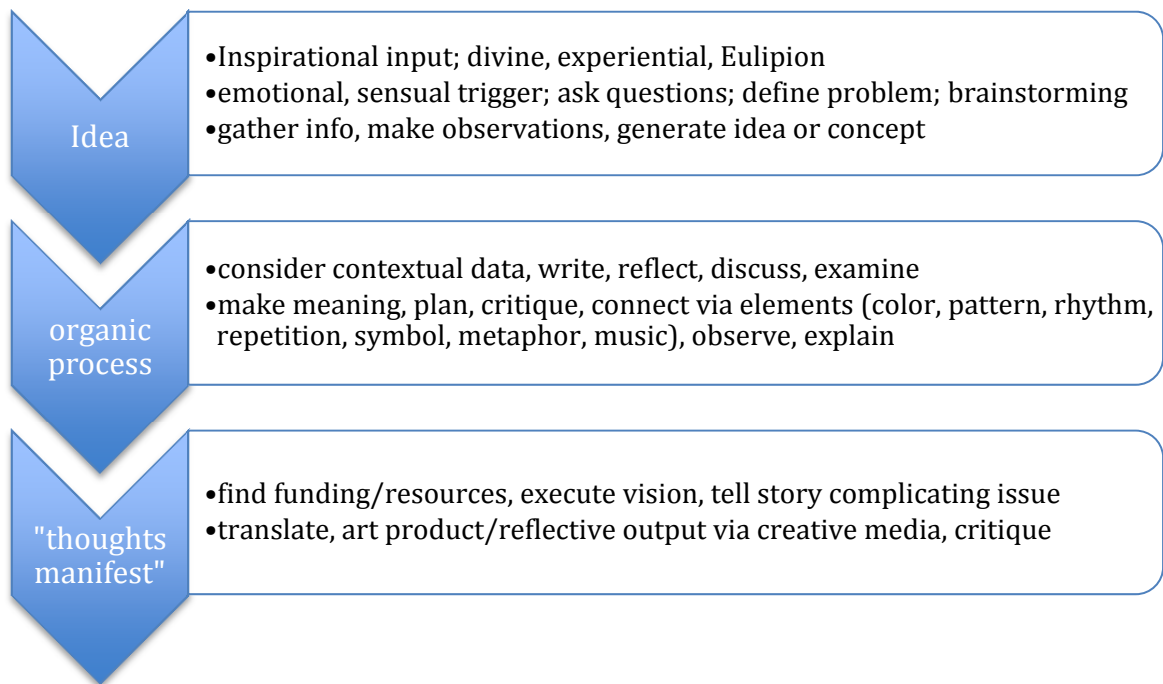 Idea
•Inspirational input; divine, experiential, Eulipion
•emotional, sensual trigger; ask questions; define problem; brainstorming
•gather info, make observations, generate idea or concept
organic
process
•consider contextual data, write, reflect, discuss, examine
•make meaning, plan, critique, connect via elements (color, pattern, rhythm,
repetition, symbol, metaphor, music), observe, explain
"thoughts
manifest"
•find funding/resources, execute vision, tell story complicating issue
•translate, art product/reflective output via creative media, critique